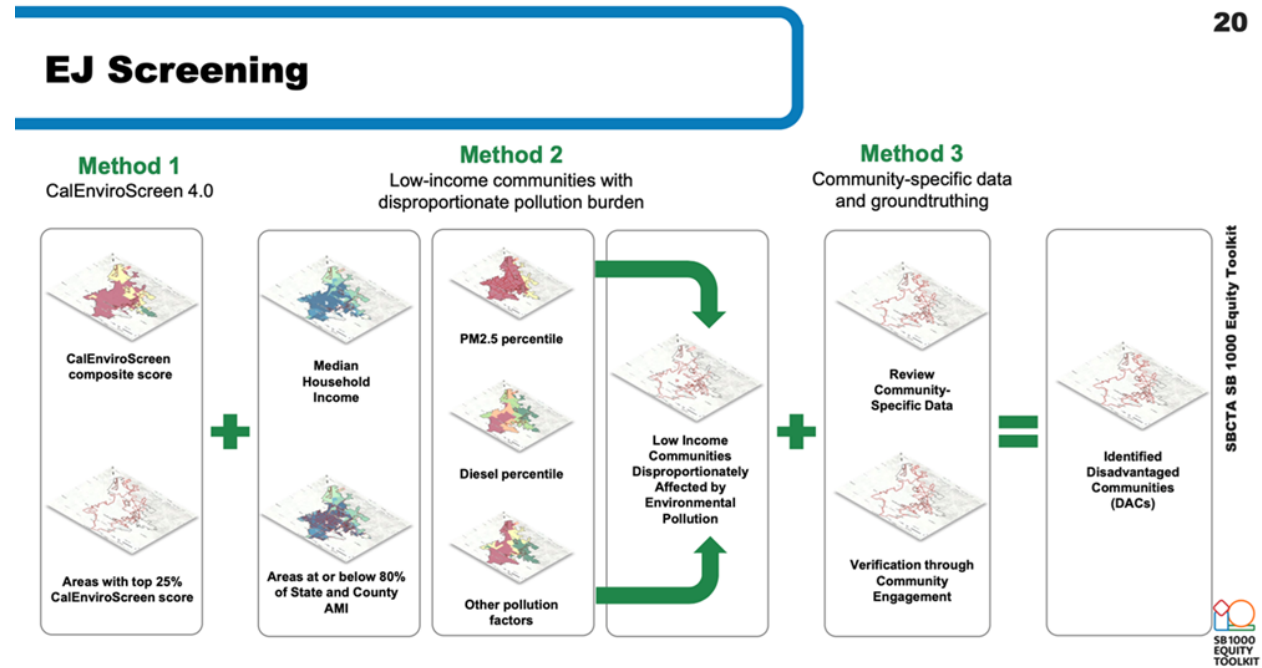 20
EJ Screening
Method 1
CalEnviroScreen 4.0
Method 2
Low-income communities with
disproportionate pollution burden
Method 3
Community-specific data
and groundtruthing
CalEnviroScreen
composite score
Areas with top 25%
CalEnviroScreen score
+
Median
Household
Income
Areas at or below 80%
of State and County
AMI
PM2.5 percentile
Diesel percentile
Other pollution
factors
Low Income
Communities
Disproportionately
Affected by
Environmental
Pollution
+
Review
Community-
Specific Data
Verification through
Community
Engagement
=
Identified
Disadvantaged
Communities
(DACs)
SBCTA SB 1000 Equity Toolkit
SB 1000
EQUITY
TOOLKIT